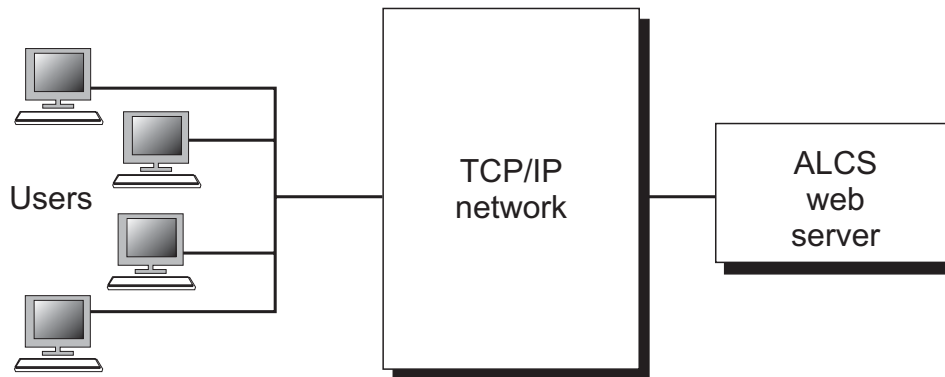 Users
TCP/IP
network
ALCS
web
server